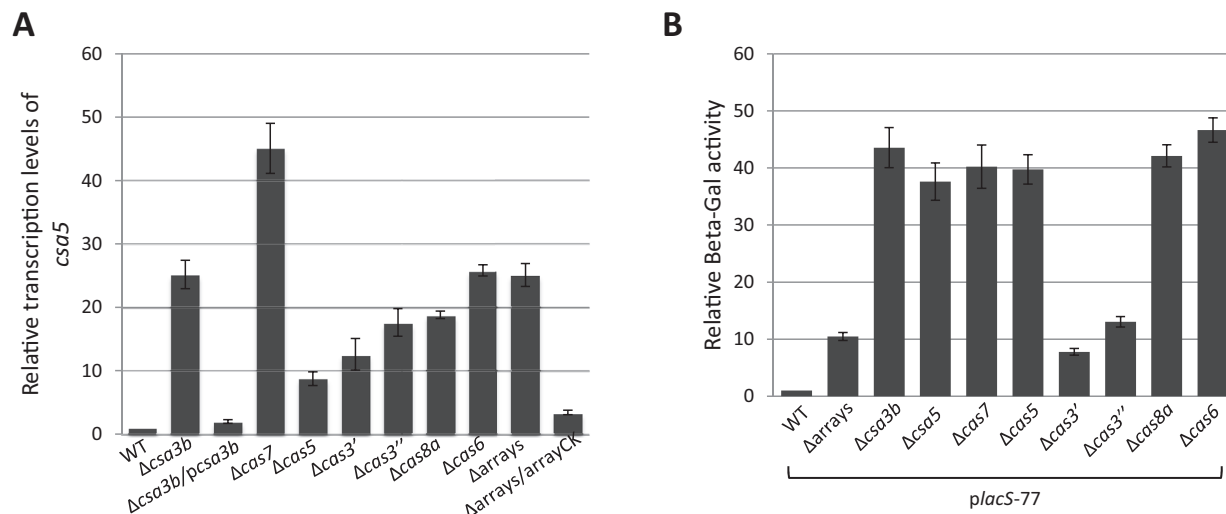 A
Relative transcription levels of
csa5
60
50
40
30
20
10
0
WT
Δcsa3b
Δcsa3b/pcsa3b
Δcas7
Δcas5
Δcas3'
Δcas3''
Δcas8a
Δcas6
Δarrays
Δarrays/arrayCK
B
Relative Beta-Gal activity
60
50
40
30
20
10
0
WT
Δarrays
Δcsa3b
Δcsa5
Δcas7
Δcas5
Δcas3'
Δcas3''
Δcas8a
Δcas6
placS-77